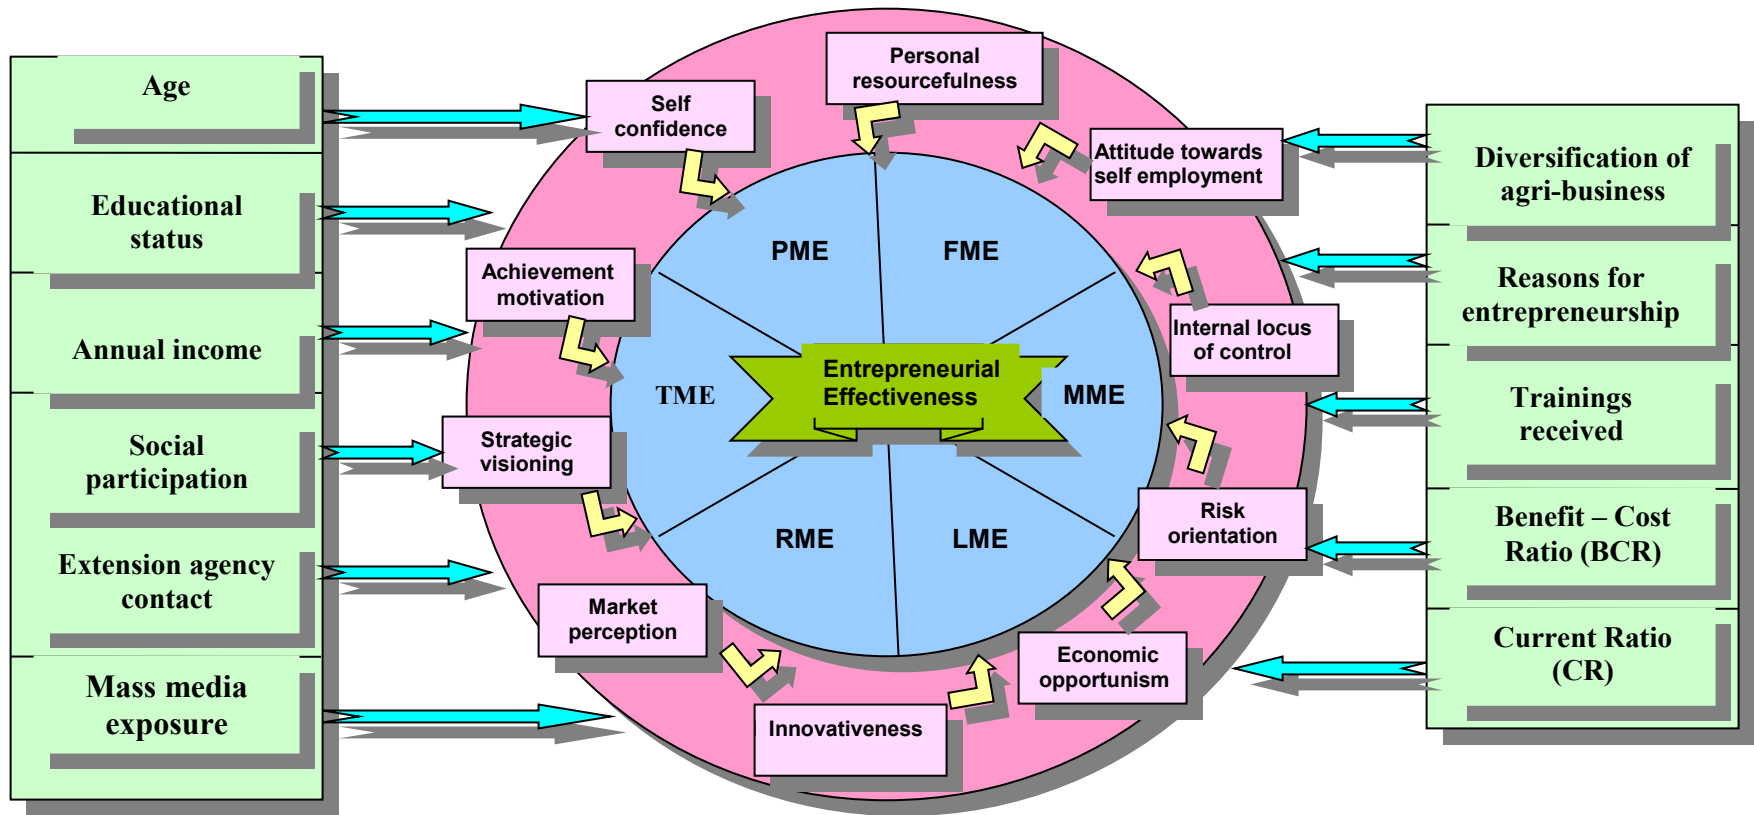 Age
Educational
status
Annual income
Social
participation
Extension agency
contact
Mass media
exposure
Personal
resourcefulness
Self
confidence
Attitude towards
self employment
Achievement
motivation
Internal locus
of control
Strategic
visioning
Risk
orientation
Market
perception
Economic
opportunism
Innovativeness
PME
FME
TME
Entrepreneurial
Effectiveness
MME
RME
LME
Diversification of
agri-business
Reasons for
entrepreneurship
Trainings
received
Benefit – Cost
Ratio (BCR)
Current Ratio
(CR)